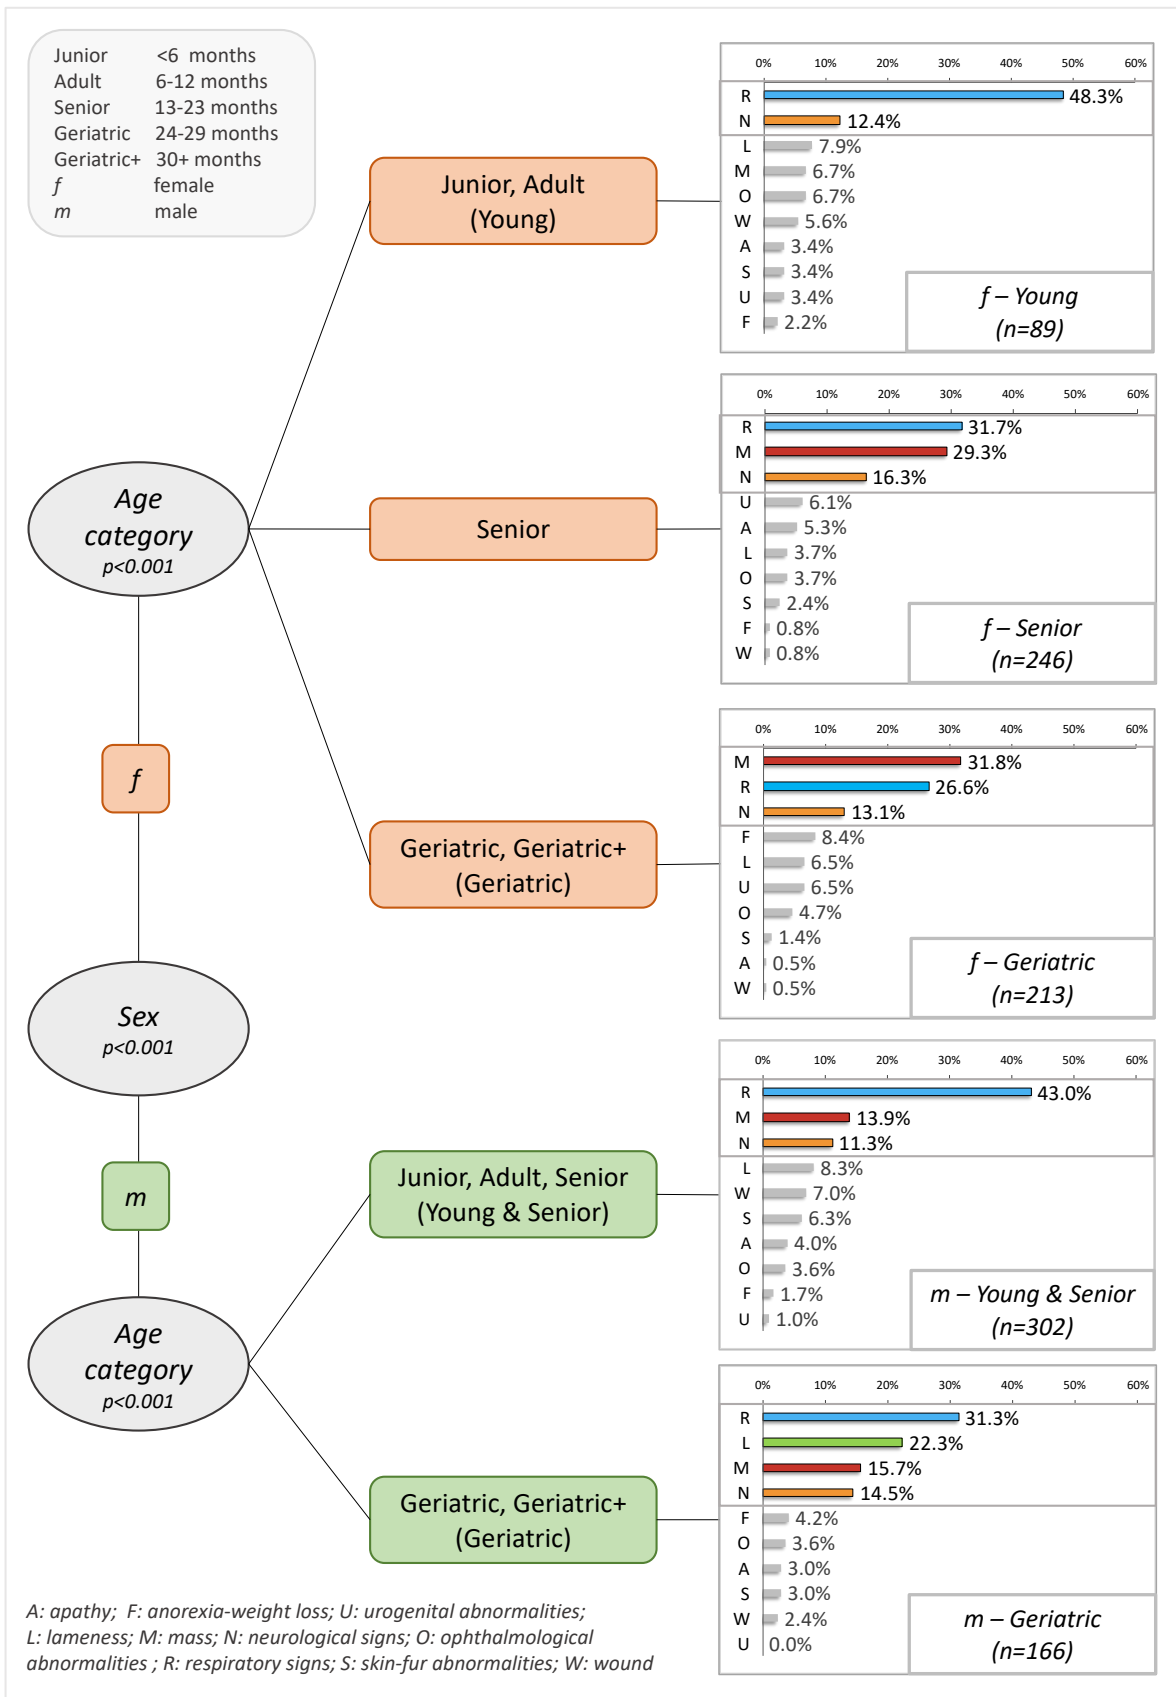 Junior <6 months
Adult 6-12 months
Senior 13-23 months
Geriatric 24-29 months
Geriatric+ 30+ months
f female
m male
Age
category
p<0.001
f
Sex
p<0.001
m
Age
category
p<0.001
Junior, Adult
(Young)
Senior
Geriatric, Geriatric+
(Geriatric)
Junior, Adult, Senior
(Young & Senior)
Geriatric, Geriatric+
(Geriatric)
0% 10% 20% 30% 40% 50% 60%
R 48.3%
N 12.4%
L 7.9%
M 6.7%
O 6.7%
W 5.6%
A 3.4%
S 3.4%
U 3.4%
F 2.2%
f – Young
(n=89)
0% 10% 20% 30% 40% 50% 60%
R 31.7%
M 29.3%
N 16.3%
U 6.1%
A 5.3%
L 3.7%
O 3.7%
S 2.4%
F 0.8%
W 0.8%
f – Senior
(n=246)
0% 10% 20% 30% 40% 50% 60%
M 31.8%
R 26.6%
N 13.1%
F 8.4%
L 6.5%
U 6.5%
O 4.7%
S 1.4%
A 0.5%
W 0.5%
f – Geriatric
(n=213)
0% 10% 20% 30% 40% 50% 60%
R 43.0%
M 13.9%
N 11.3%
L 8.3%
W 7.0%
S 6.3%
A 4.0%
O 3.6%
F 1.7%
U 1.0%
m – Young & Senior
(n=302)
0% 10% 20% 30% 40% 50% 60%
R 31.3%
L 22.3%
M 15.7%
N 14.5%
F 4.2%
O 3.6%
A 3.0%
S 3.0%
W 2.4%
U 0.0%
m – Geriatric
(n=166)
A: apathy; F: anorexia-weight loss; U: urogenital abnormalities;
L: lameness; M: mass; N: neurological signs; O: ophthalmological
abnormalities ; R: respiratory signs; S: skin-fur abnormalities; W: wound